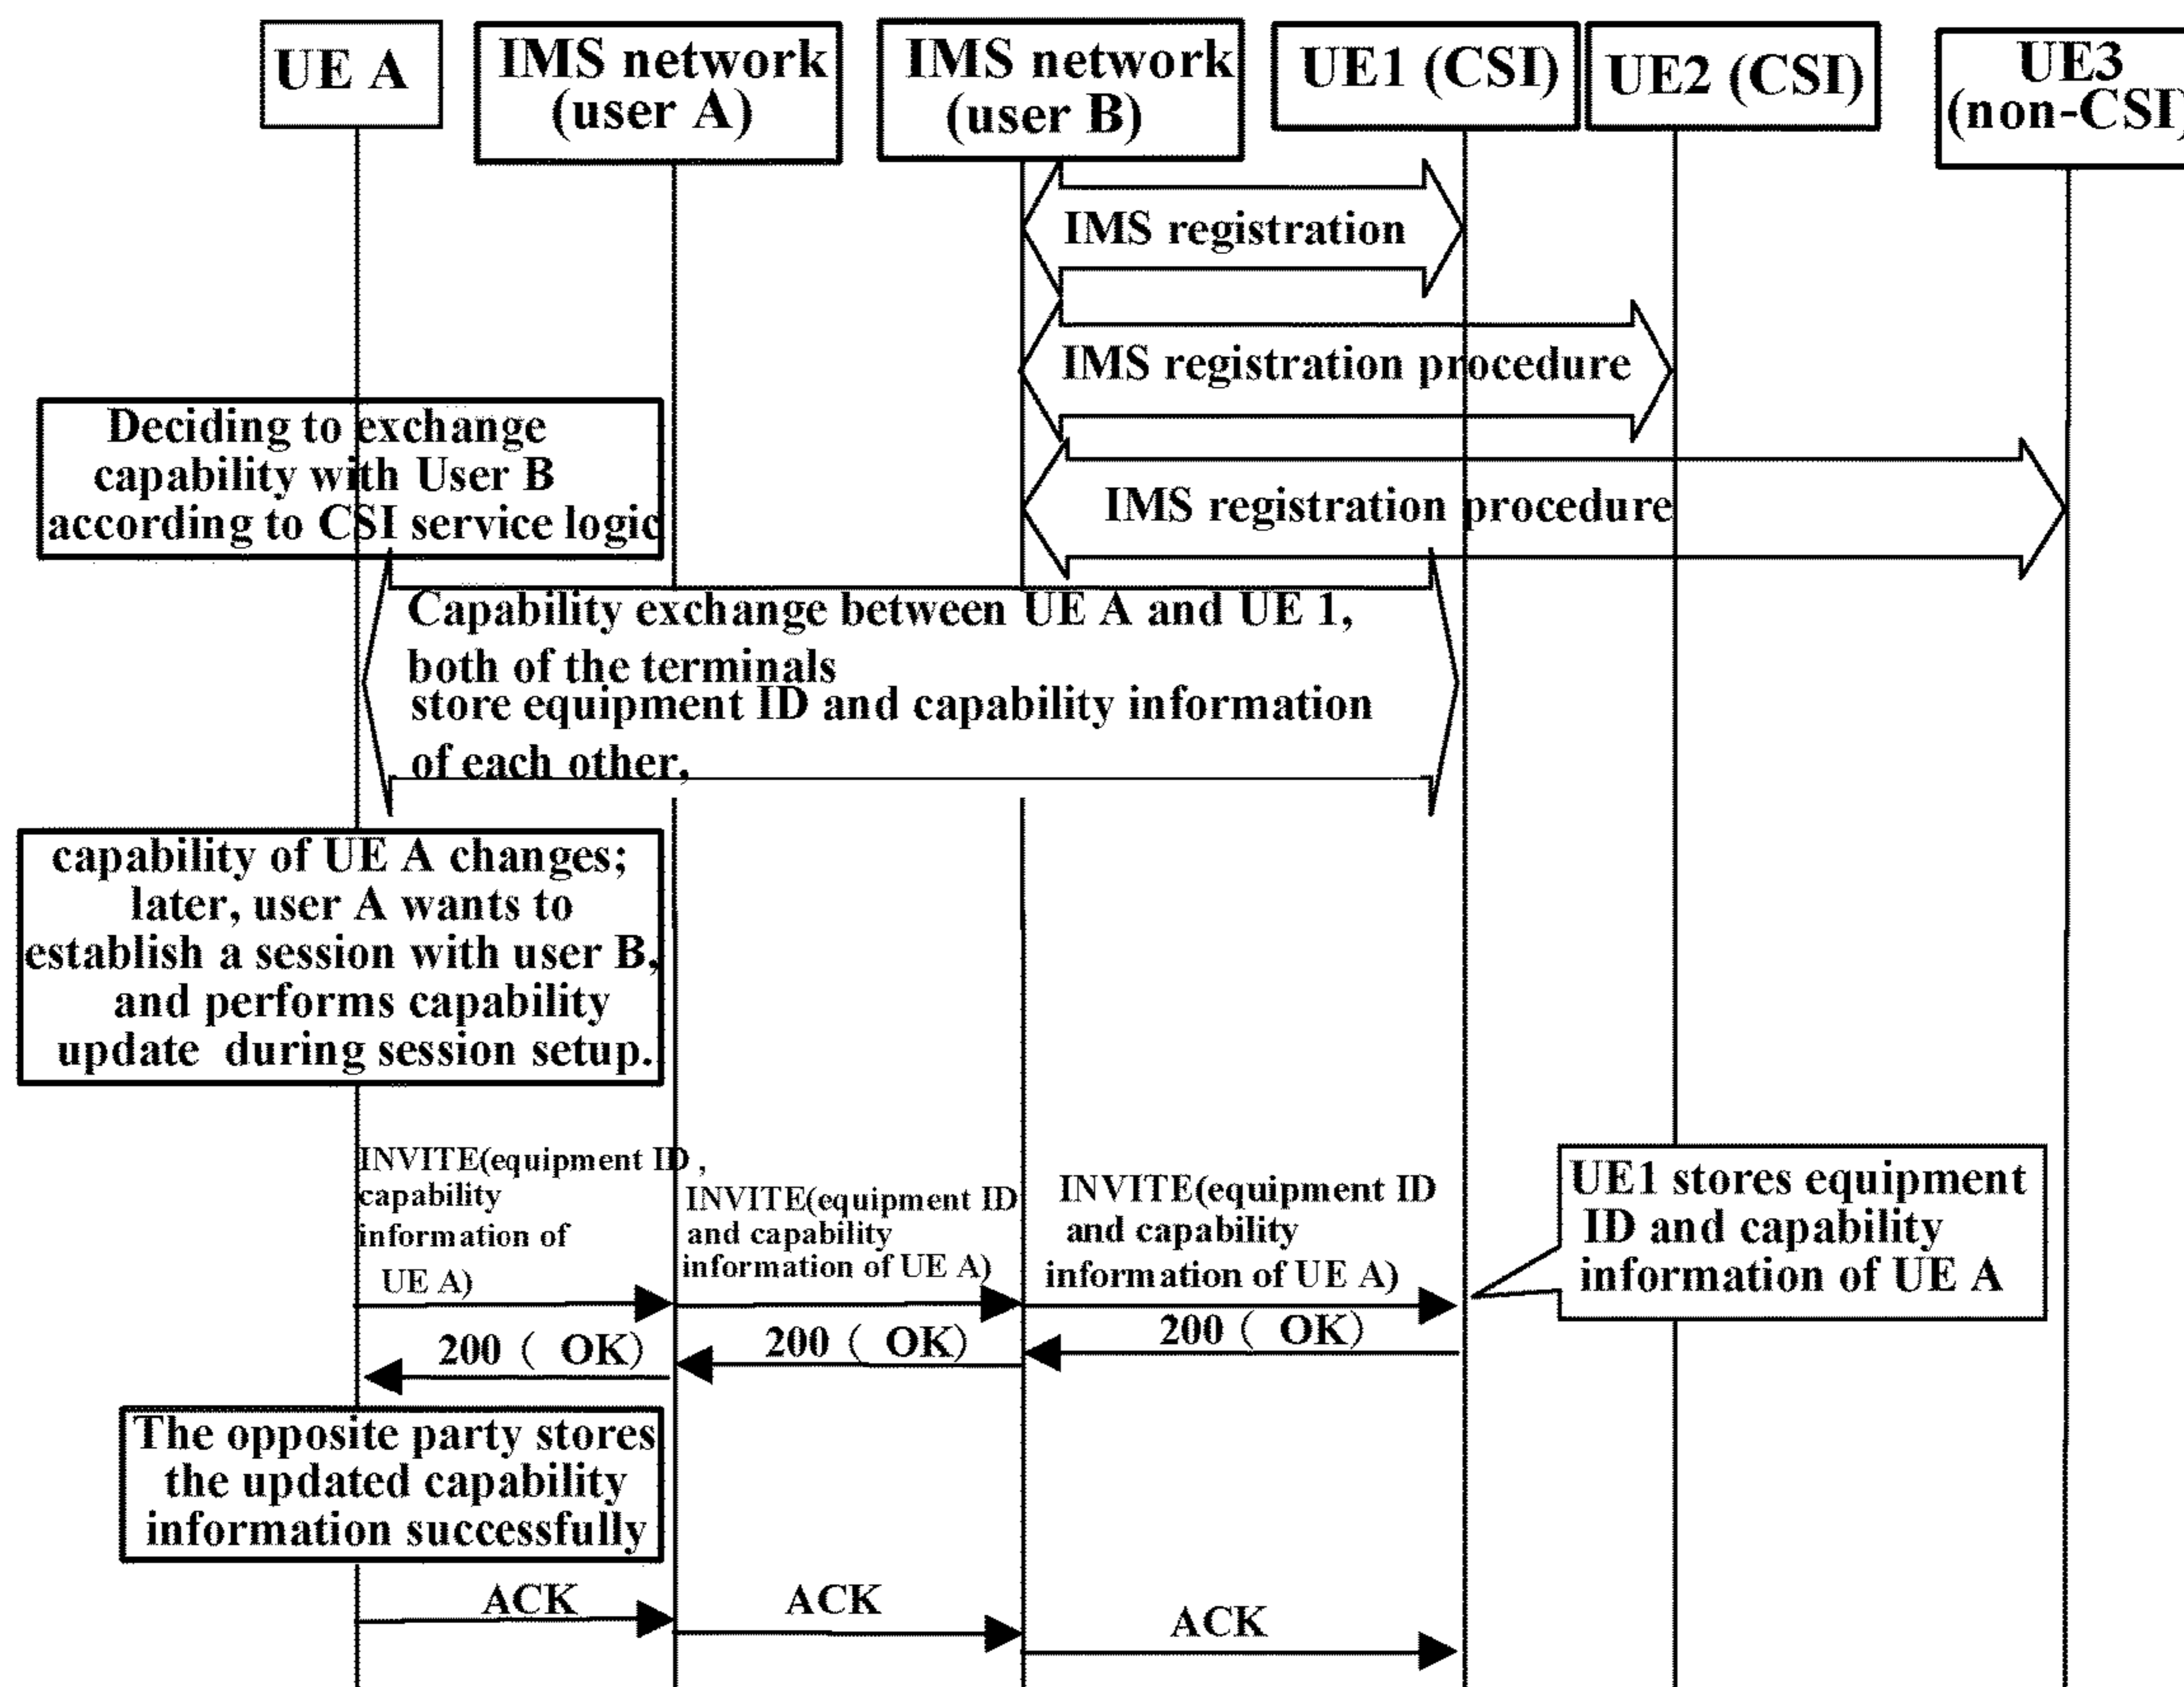 UE A
IMS network
(user A)
IMS network
(user B)
UE1 (CSI)
UE2 (CSI)
UE3
(non-CSI)
IMS registration
IMS registration procedure
Deciding to exchange
capability with User B
according to CSI service logic
IMS registration procedure
Capability exchange between UE A and UE 1,
both of the terminals
store equipment ID and capability information
of each other,
capability of UE A changes;
later, user A wants to
establish a session with user B,
and performs capability
update during session setup.
INVITE(equipment ID ,
capability
information of
UE A)
INVITE(equipment ID
and capability
information of UE A)
INVITE(equipment ID
and capability
information of UE A)
UE1 stores equipment
ID and capability
information of UE A
200 ( OK)
200 ( OK)
200 ( OK)
The opposite party stores
the updated capability
information successfully
ACK
ACK
ACK